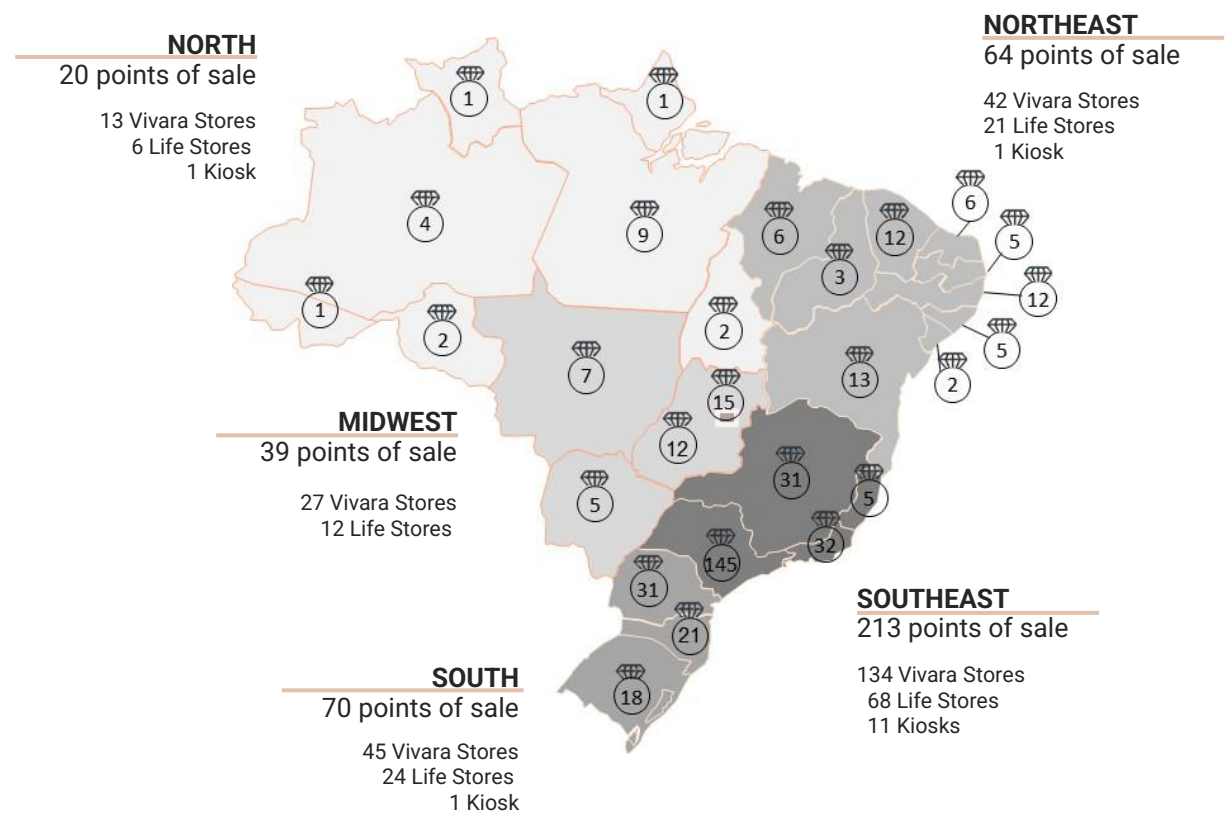 NORTH
20 points of sale
13 Vivara Stores
6 Life Stores
1 Kiosk
NORTHEAST
64 points of sale
42 Vivara Stores
21 Life Stores
1 Kiosk
1
1
4
9
6
12
6
5
3
12
1
2
2
5
7
13
2
15
12
MIDWEST
39 points of sale
27 Vivara Stores
12 Life Stores
5
31
5
32
145
31
21
18
SOUTHEAST
213 points of sale
134 Vivara Stores
68 Life Stores
11 Kiosks
SOUTH
70 points of sale
45 Vivara Stores
24 Life Stores
1 Kiosk